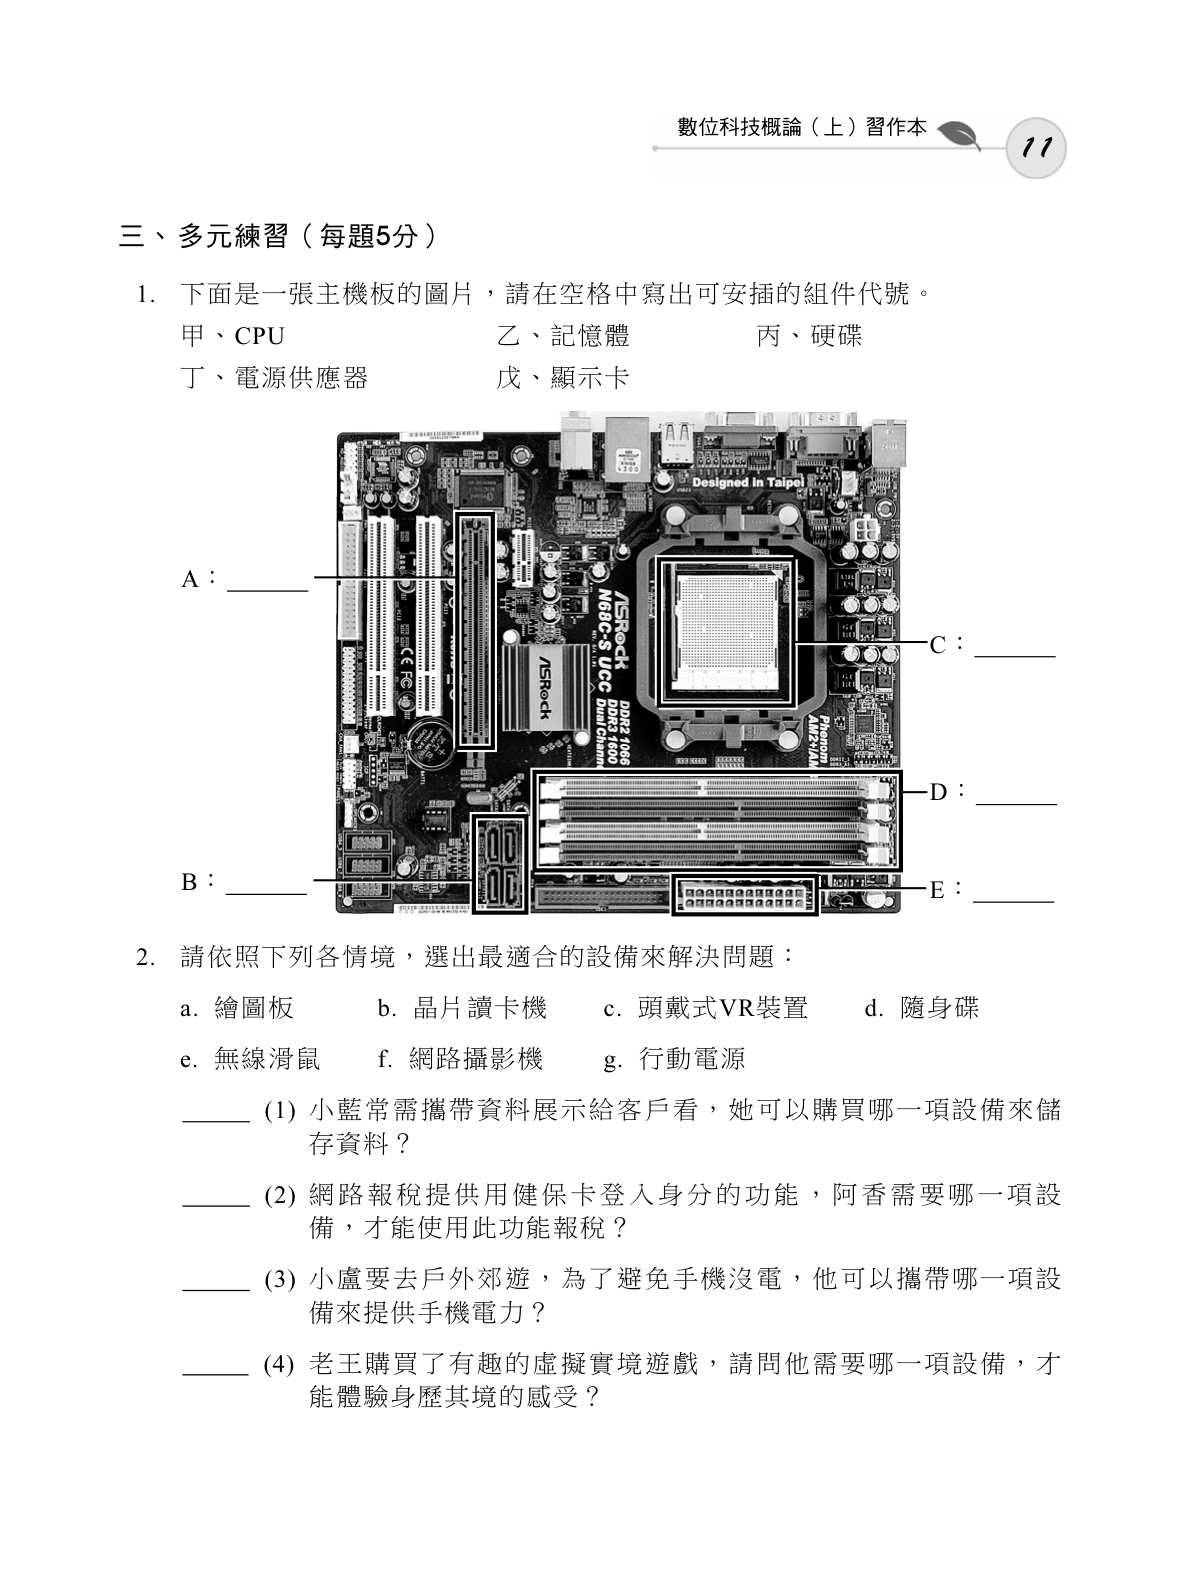 數位科技概論（上）習作本
11
三、多元練習（每題5分）
1. 下面是一張主機板的圖片，請在空格中寫出可安插的組件代號。
甲、CPU 乙、記憶體 丙、硬碟
丁、電源供應器 戊、顯示卡
Designed in Taipei
A：
C：
ASRock
N68C-S UCC
DDR2 1066
DDR3 1600
Dual Channe
ASRock
Phenom
AM2+/AM
D：
B：
E：
2. 請依照下列各情境，選出最適合的設備來解決問題：
a. 繪圖板 b. 晶片讀卡機 c. 頭戴式VR裝置 d. 隨身碟
e. 無線滑鼠 f. 網路攝影機 g. 行動電源
(1) 小藍常需攜帶資料展示給客戶看，她可以購買哪一項設備來儲
存資料？
(2) 網路報稅提供用健保卡登入身分的功能，阿香需要哪一項設
備，才能使用此功能報稅？
(3) 小盧要去戶外郊遊，為了避免手機沒電，他可以攜帶哪一項設
備來提供手機電力？
(4) 老王購買了有趣的虛擬實境遊戲，請問他需要哪一項設備，才
能體驗身歷其境的感受？